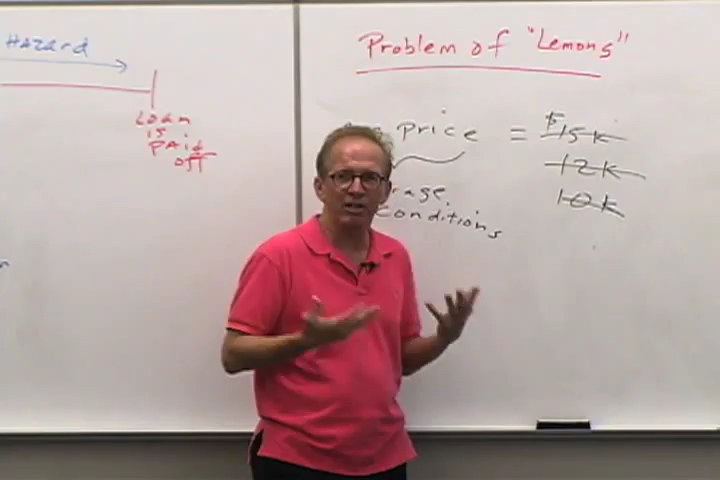 HAZARD
LOAN
IS
PAID
OFF
Problem of "Lemons"
Price = $15K
12K
10K
conditions